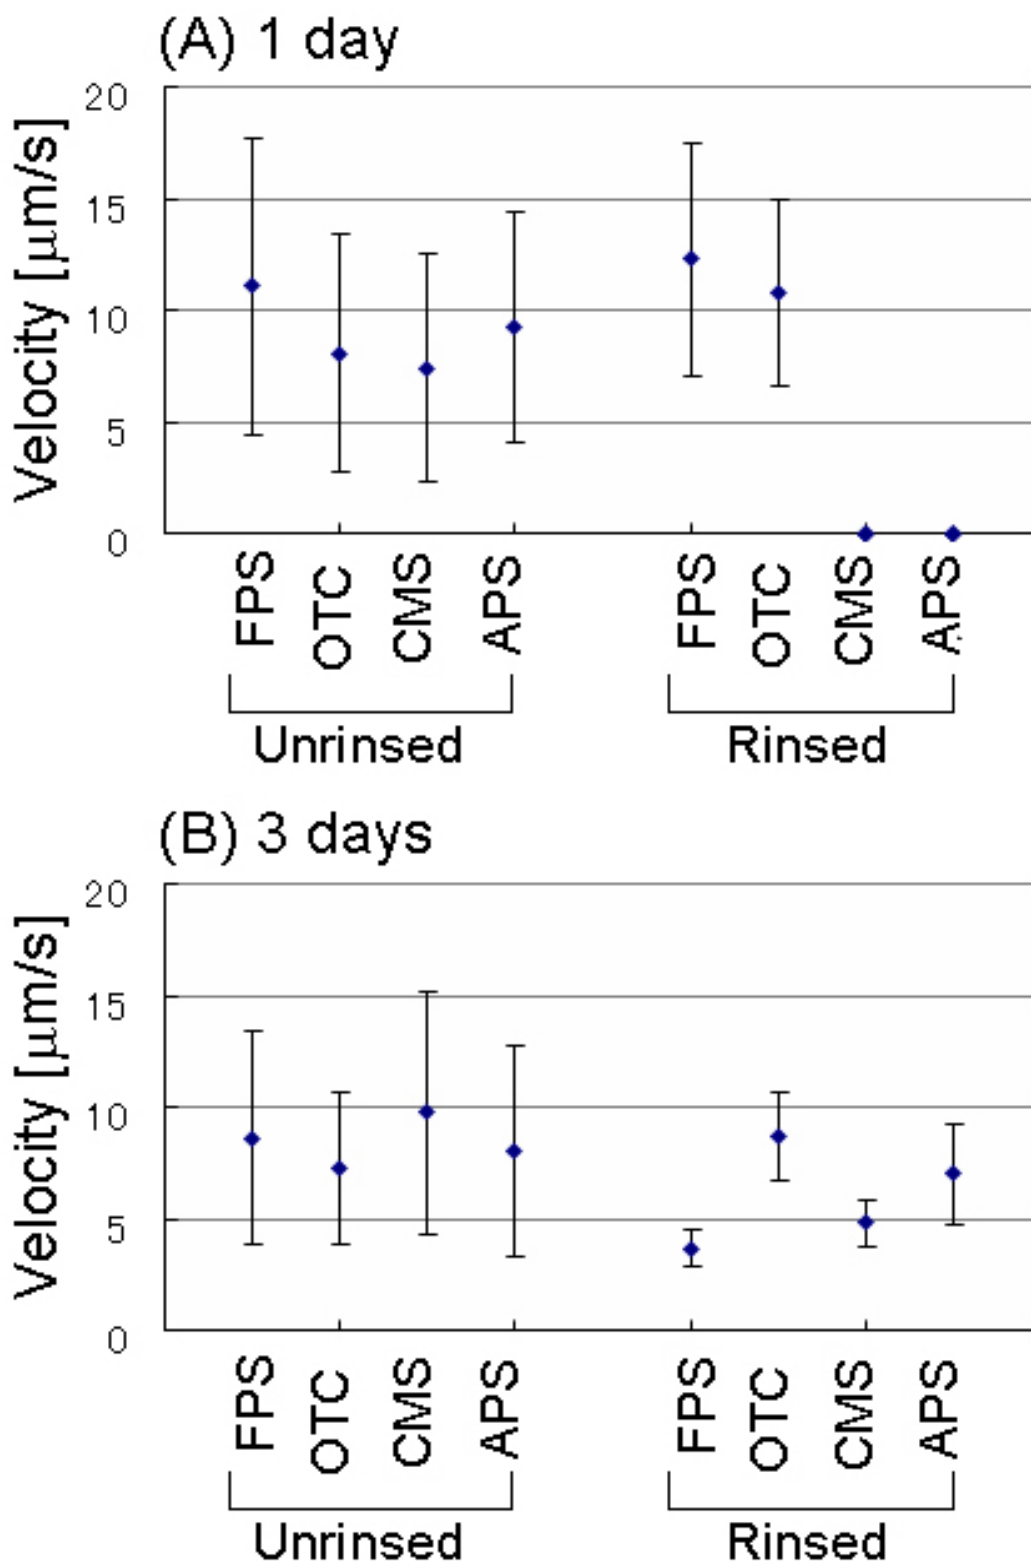 (A) 1 day
Velocity [μm/s]
20
15
10
5
0
FPS
OTC
CMS
APS
FPS
OTC
CMS
APS
Unrinsed
Rinsed
(B) 3 days
Velocity [μm/s]
20
15
10
5
0
FPS
OTC
CMS
APS
FPS
OTC
CMS
APS
Unrinsed
Rinsed